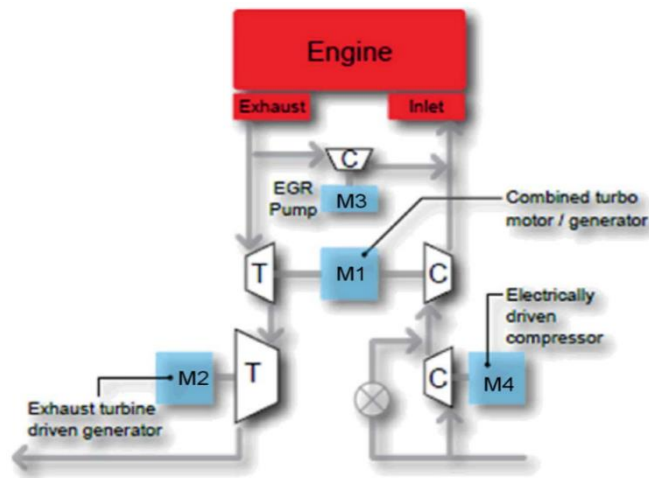 Engine
Exhaust
Inlet
C
EGR
Pump
M3
Combined turbo
motor / generator
T
M1
C
Electrically
driven
compressor
M2
T
C
M4
Exhaust turbine
driven generator